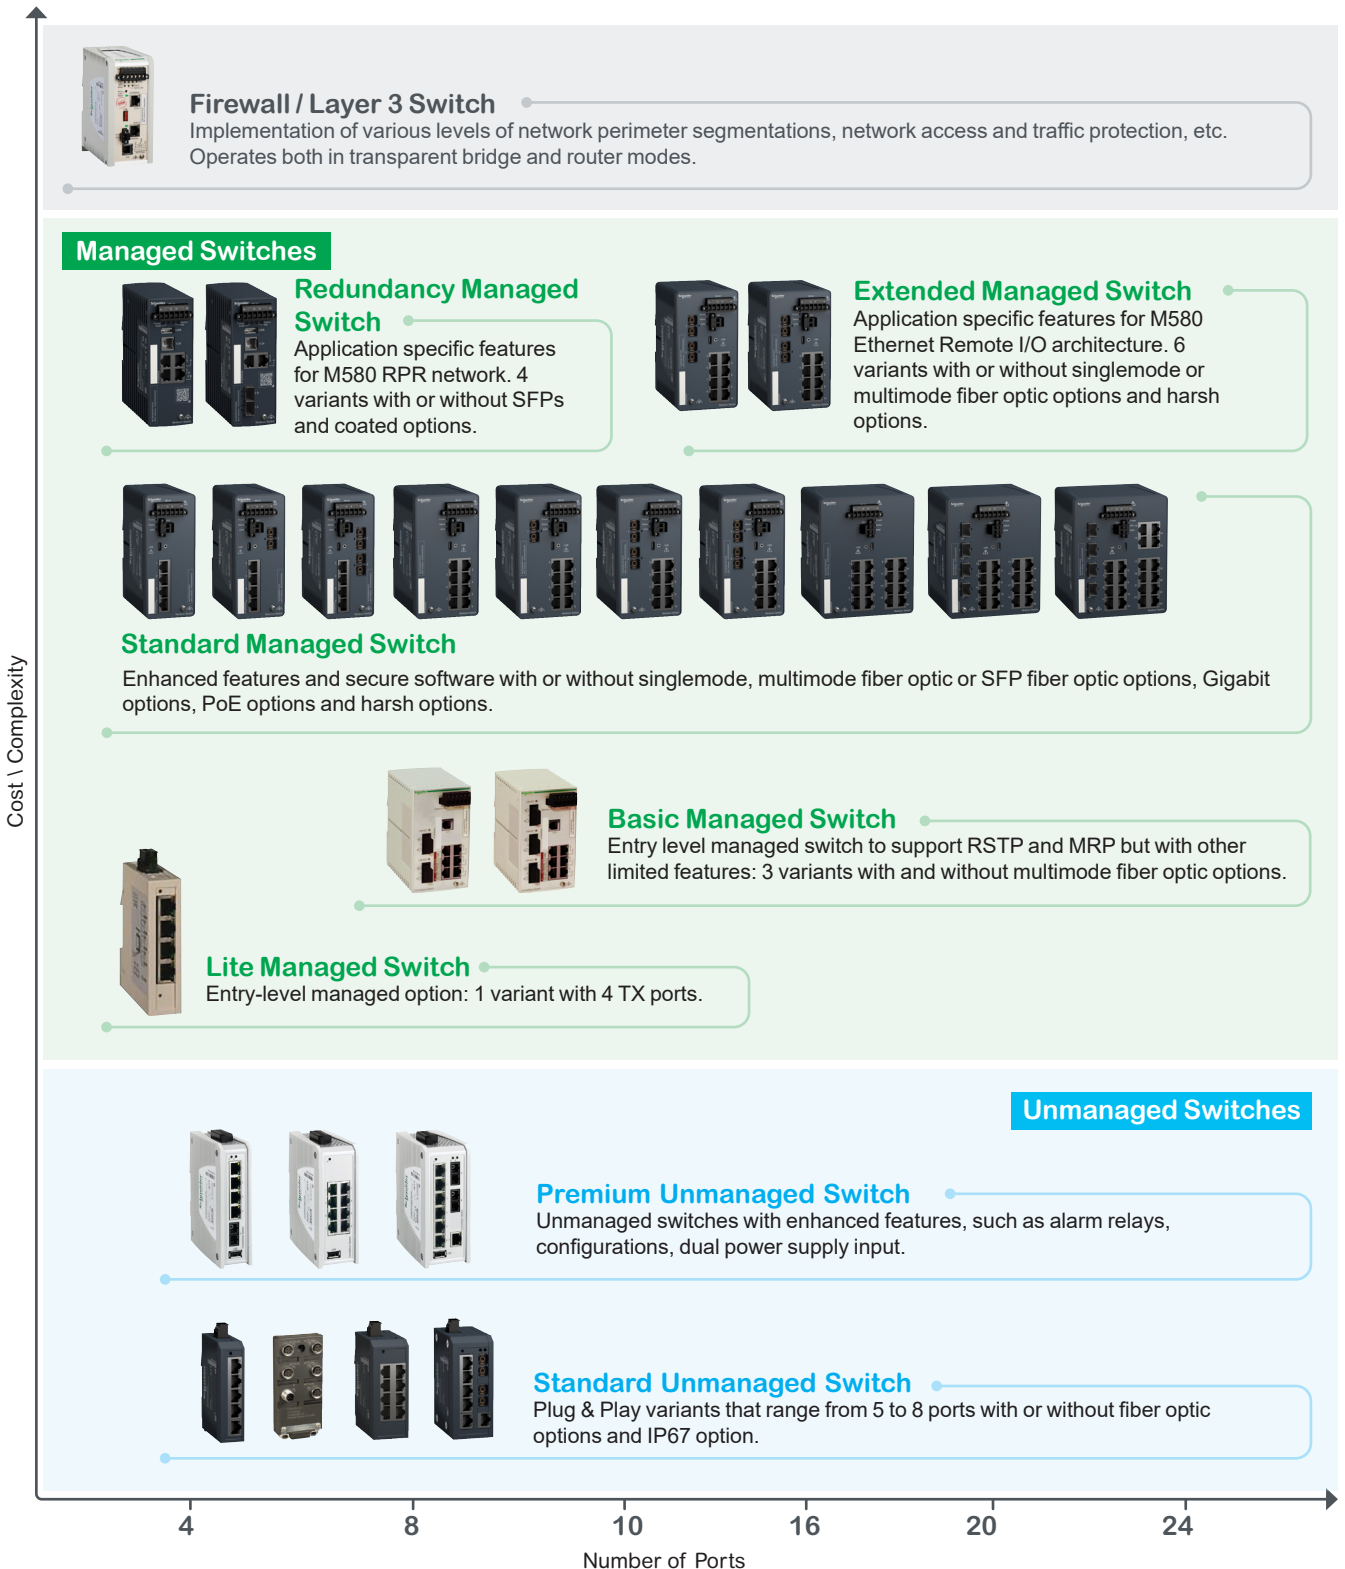 Firewall / Layer 3 Switch
Implementation of various levels of network perimeter segmentations, network access and traffic protection, etc.
Operates both in transparent bridge and router modes.
Managed Switches
Redundancy Managed
Switch
Application specific features
for M580 RPR network. 4
variants with or without SFPs
and coated options.
Extended Managed Switch
Application specific features for M580
Ethernet Remote I/O architecture. 6
variants with or without singlemode or
multimode fiber optic options and harsh
options.
Standard Managed Switch
Enhanced features and secure software with or without singlemode, multimode fiber optic or SFP fiber optic options, Gigabit
options, PoE options and harsh options.
Cost \ Complexity
Basic Managed Switch
Entry level managed switch to support RSTP and MRP but with other
limited features: 3 variants with and without multimode fiber optic options.
Lite Managed Switch
Entry-level managed option: 1 variant with 4 TX ports.
Unmanaged Switches
Premium Unmanaged Switch
Unmanaged switches with enhanced features, such as alarm relays,
configurations, dual power supply input.
Standard Unmanaged Switch
Plug & Play variants that range from 5 to 8 ports with or without fiber optic
options and IP67 option.
4 8 10 16 20 24
Number of Ports